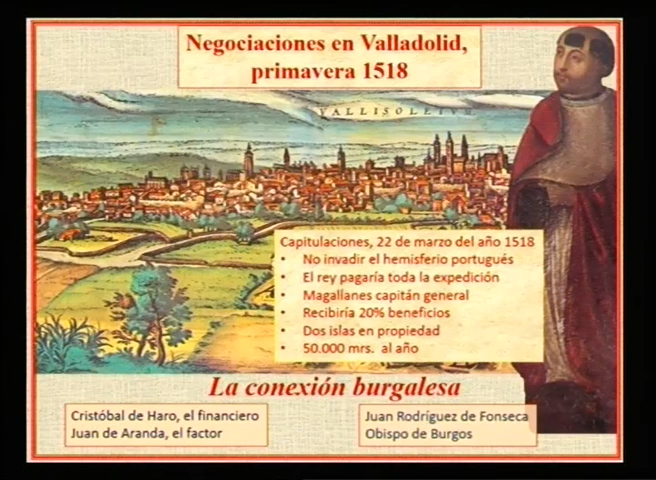 Negociaciones en Valladolid,
primavera 1518
VALLISOLETVM
Capitulaciones, 22 de marzo del año 1518
• No invadir el hemisferio portugués
• El rey pagaría toda la expedición
• Magallanes capitán general
• Recibiría 20% beneficios
• Dos islas en propiedad
• 50.000 mrs. al año
La conexión burgalesa
Cristóbal de Haro, el financiero
Juan de Aranda, el factor
Juan Rodríguez de Fonseca
Obispo de Burgos